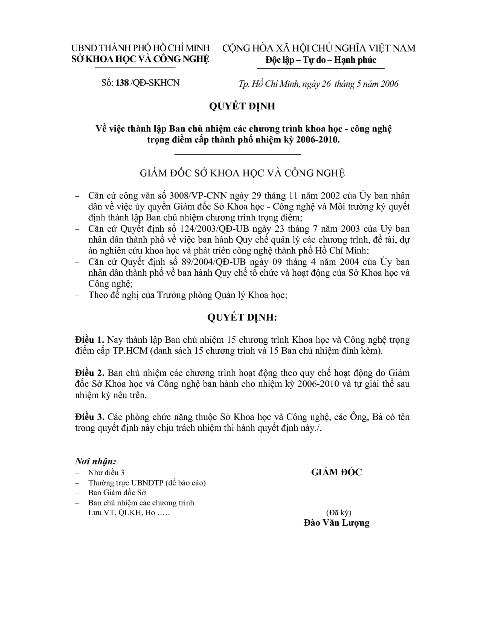 UBND THÀNH PHỐ HỒ CHÍ MINH
SỞ KHOA HỌC VÀ CÔNG NGHỆ
CỘNG HÒA XÃ HỘI CHỦ NGHĨA VIỆT NAM
Độc lập – Tự do – Hạnh phúc
Số: 138 /QĐ-SKHCN
Tp. Hồ Chí Minh, ngày 26 tháng 5 năm 2006
QUYẾT ĐỊNH
Về việc thành lập Ban chủ nhiệm các chương trình khoa học - công nghệ
trọng điểm cấp thành phố nhiệm kỳ 2006-2010.
GIÁM ĐỐC SỞ KHOA HỌC VÀ CÔNG NGHỆ
– Căn cứ công văn số 3008/VP-CNN ngày 29 tháng 11 năm 2002 của Ủy ban nhân
dân về việc ủy quyền Giám đốc Sở Khoa học - Công nghệ và Môi trường ký quyết
định thành lập Ban chủ nhiệm chương trình trọng điểm;
– Căn cứ Quyết định số 124/2003/QĐ-UB ngày 23 tháng 7 năm 2003 của Uỷ ban
nhân dân thành phố về việc ban hành Quy chế quản lý các chương trình, đề tài, dự
án nghiên cứu khoa học và phát triển công nghệ thành phố Hồ Chí Minh;
– Căn cứ Quyết định số 89/2004/QĐ-UB ngày 09 tháng 4 năm 2004 của Ủy ban
nhân dân thành phố về ban hành Quy chế tổ chức và hoạt động của Sở Khoa học và
Công nghệ;
– Theo đề nghị của Trưởng phòng Quản lý Khoa học;
QUYẾT ĐỊNH:
Điều 1. Nay thành lập Ban chủ nhiệm 15 chương trình Khoa học và Công nghệ trọng
điểm cấp TP.HCM (danh sách 15 chương trình và 15 Ban chủ nhiệm đính kèm).
Điều 2. Ban chủ nhiệm các chương trình hoạt động theo quy chế hoạt động do Giám
đốc Sở Khoa học và Công nghệ ban hành cho nhiệm kỳ 2006-2010 và tự giải thể sau
nhiệm kỳ nêu trên.
Điều 3. Các phòng chức năng thuộc Sở Khoa học và Công nghệ, các Ông, Bà có tên
trong quyết định này chịu trách nhiệm thi hành quyết định này./.
Nơi nhận:
– Như điều 3
– Thường trực UBNDTP (để báo cáo)
– Ban Giám đốc Sở
– Ban chủ nhiệm các chương trình
Lưu VT, QLKH, Hồ …..
GIÁM ĐỐC
(Đã ký)
Đào Văn Lượng